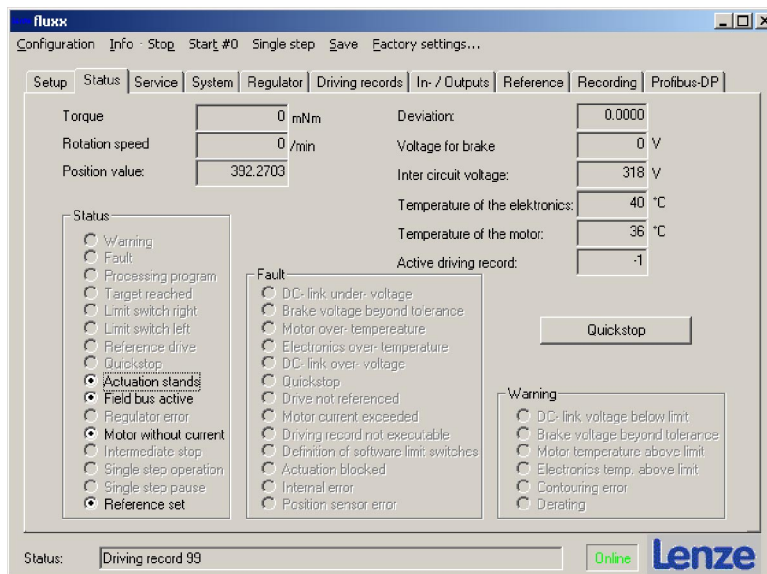 fluxx
Configuration Info - Stop Start #0 Single step Save Factory settings...
Setup Status Service System Regulator Driving records In- / Outputs Reference Recording Profibus-DP
Torque 0 mNm Deviation: 0.0000
Rotation speed 0 /min Voltage for brake 0 V
Position value: 392.2703 Inter circuit voltage: 318 V
Temperature of the elektronics: 40 °C
Temperature of the motor: 36 °C
Active driving record: -1
Quickstop
Status
Warning
Fault
Processing program
Target reached
Limit switch right
Limit switch left
Reference drive
Quickstop
Actuation stands
Field bus active
Regulator error
Motor without current
Intermediate stop
Single step operation
Single step pause
Reference set
Fault
DC- link under- voltage
Brake voltage beyond tolerance
Motor over- tempereature
Electronics over- temperature
DC- link over- voltage
Quickstop
Drive not referenced
Motor current exceeded
Driving record not executable
Definition of software limit switches
Actuation blocked
Internal error
Position sensor error
Warning
DC- link voltage below limit
Brake voltage beyond tolerance
Motor temperature above limit
Electronics temp. above limit
Contouring error
Derating
Status: Driving record 99 Online Lenze